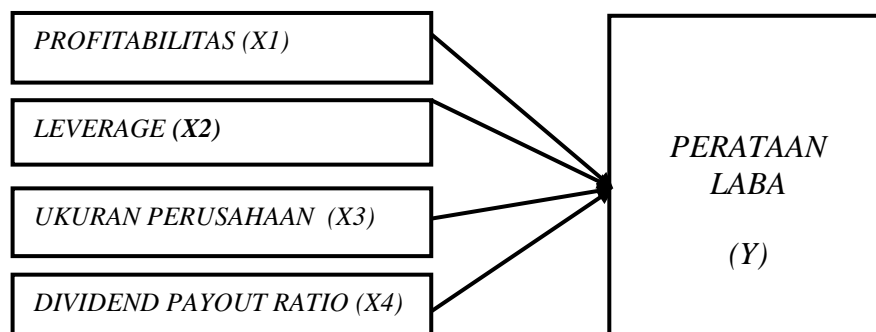 PROFITABILITAS (X1)
LEVERAGE (X2)
UKURAN PERUSAHAAN (X3)
DIVIDEND PAYOUT RATIO (X4)
PERATAAN
LABA
(Y)